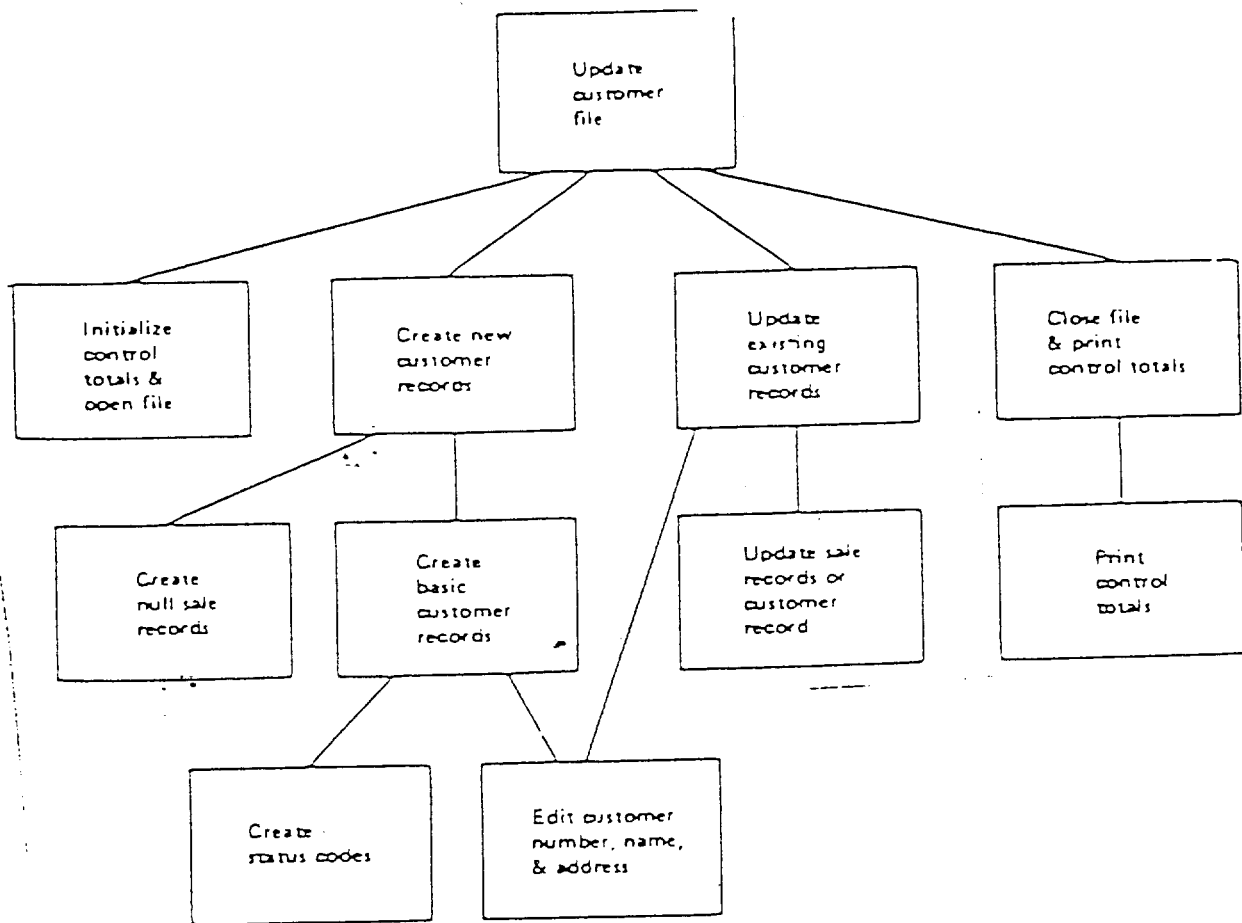 Update
customer
file
Initialize
control
totals &
open file
Create new
customer
records
Update
existing
customer
records
Close file
& print
control totals
Create
null sale
records
Create
basic
customer
records
Update sale
records or
customer
record
Print
control
totals
Create
status codes
Edit customer
number, name,
& address